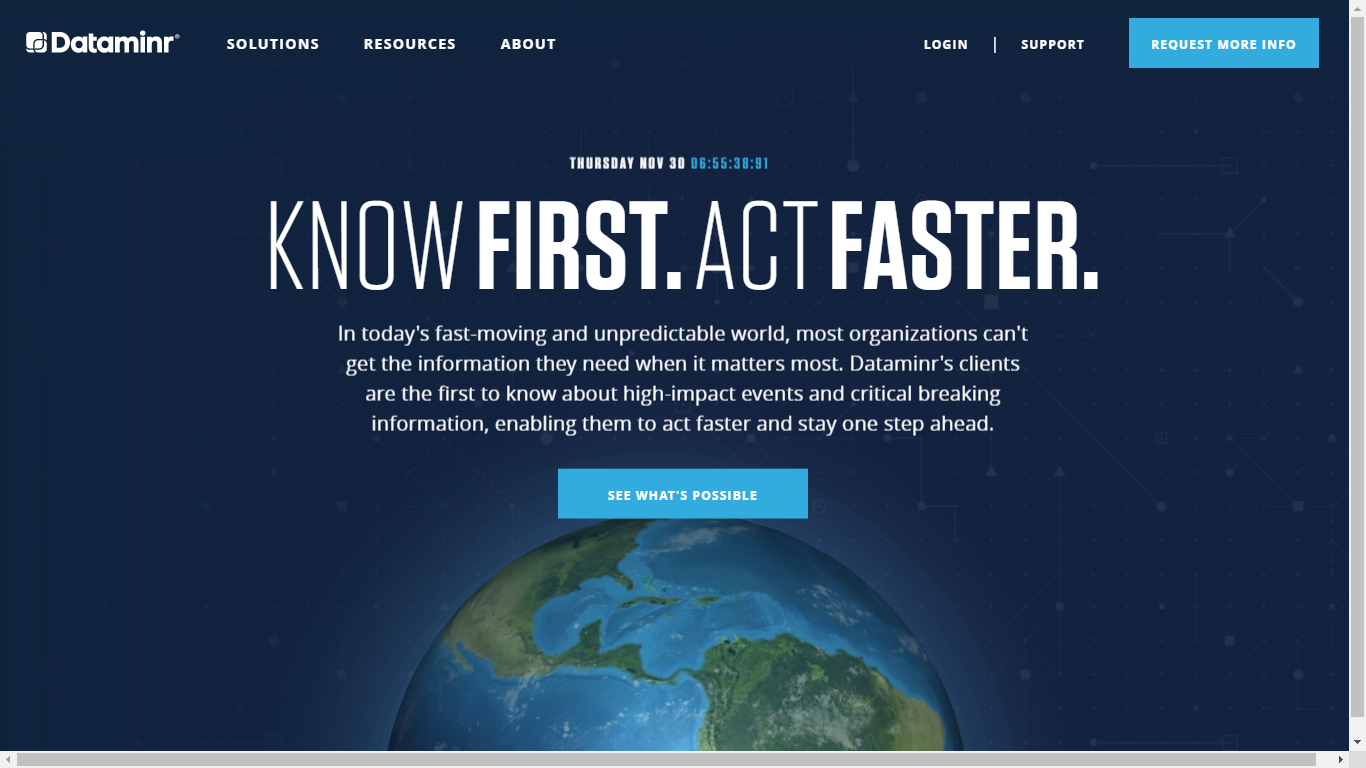 Dataminr®
SOLUTIONS
RESOURCES
ABOUT
LOGIN
SUPPORT
REQUEST MORE INFO
THURSDAY NOV 30 06:55:38:91
KNOW FIRST. ACT FASTER.
In today's fast-moving and unpredictable world, most organizations can't
get the information they need when it matters most. Dataminr's clients
are the first to know about high-impact events and critical breaking
information, enabling them to act faster and stay one step ahead.
SEE WHAT'S POSSIBLE